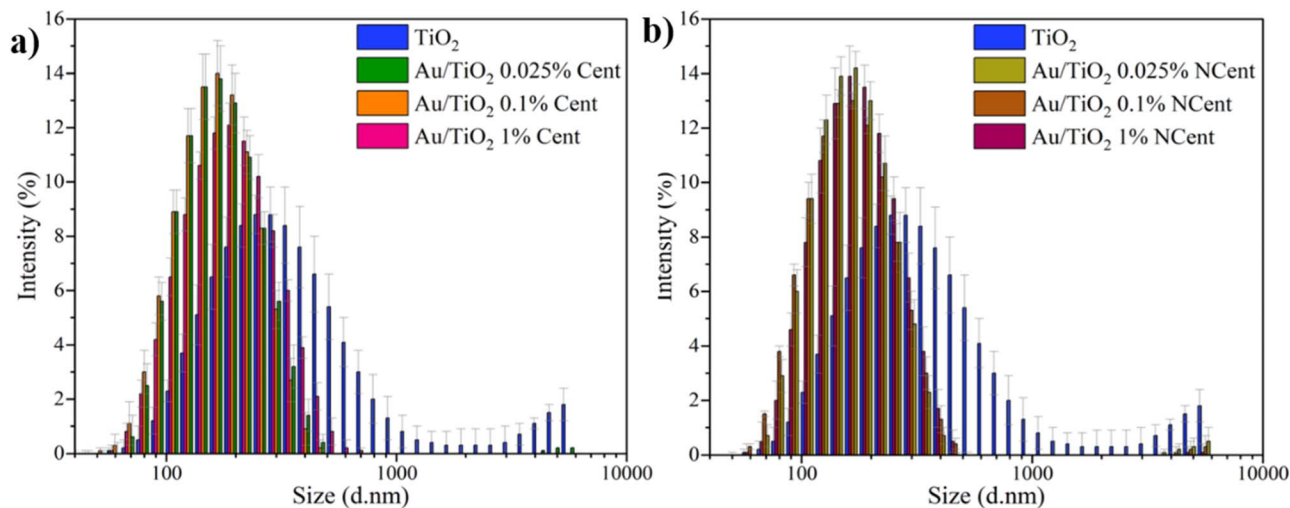 a)
16
14
12
10
8
6
4
2
0
Intensity (%)
TiO₂
Au/TiO₂ 0.025% Cent
Au/TiO₂ 0.1% Cent
Au/TiO₂ 1% Cent
100 1000 10000
Size (d.nm)
b)
16
14
12
10
8
6
4
2
0
Intensity (%)
TiO₂
Au/TiO₂ 0.025% NCent
Au/TiO₂ 0.1% NCent
Au/TiO₂ 1% NCent
100 1000 10000
Size (d.nm)